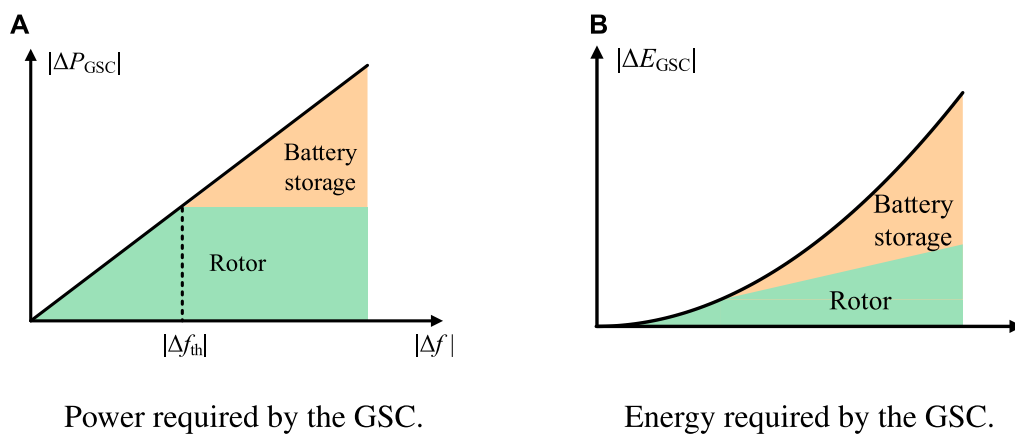 A
|ΔP_GSC|
Battery
storage
Rotor
|Δf_th|
|Δf |
Power required by the GSC.
B
|ΔE_GSC|
Battery
storage
Rotor
Energy required by the GSC.